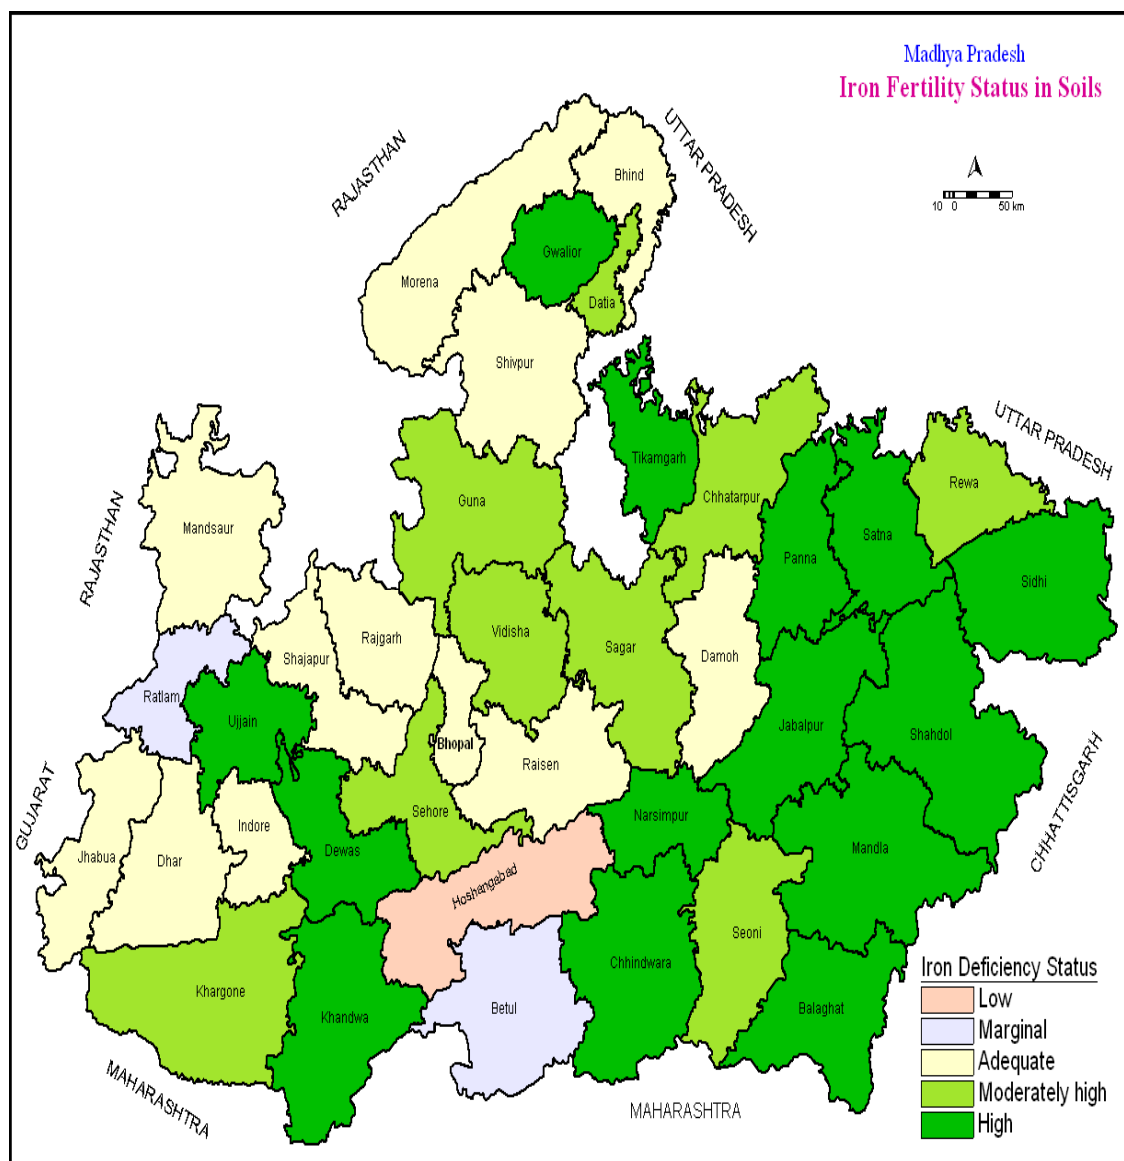 Madhya Pradesh
Iron Fertility Status in Soils
RAJASTHAN
UTTAR PRADESH
10 0 50 km
Bhind
Gwalior
Morena
Datia
Shivpur
UTTAR PRADESH
Tikamgarh
Rewa
Guna
Chhatarpur
RAJASTHAN
Mandsaur
Satna
Panna
Sidhi
Vidisha
Rajgarh
Sagar
Shajapur
Damoh
Ratlam
Ujjain
Jabalpur
Shahdol
Bhopal
Raisen
GUJARAT
CHHATTISGARH
Sehore
Narsimpur
Indore
Dewas
Mandla
Jhabua
Dhar
Hoshangabad
Seoni
Chhindwara
Khargone
Betul
Balaghat
Khandwa
MAHARASHTRA
MAHARASHTRA
Iron Deficiency Status
Low
Marginal
Adequate
Moderately high
High